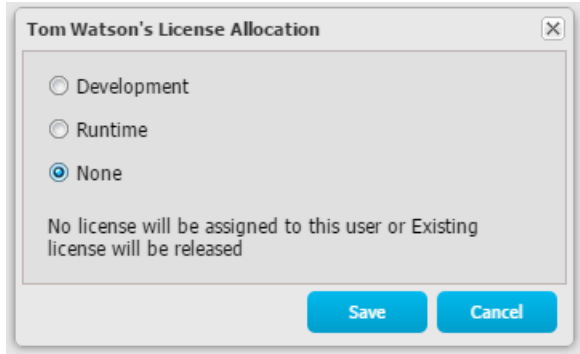 Tom Watson's License Allocation
Development
Runtime
None
No license will be assigned to this user or Existing
license will be released
Save
Cancel